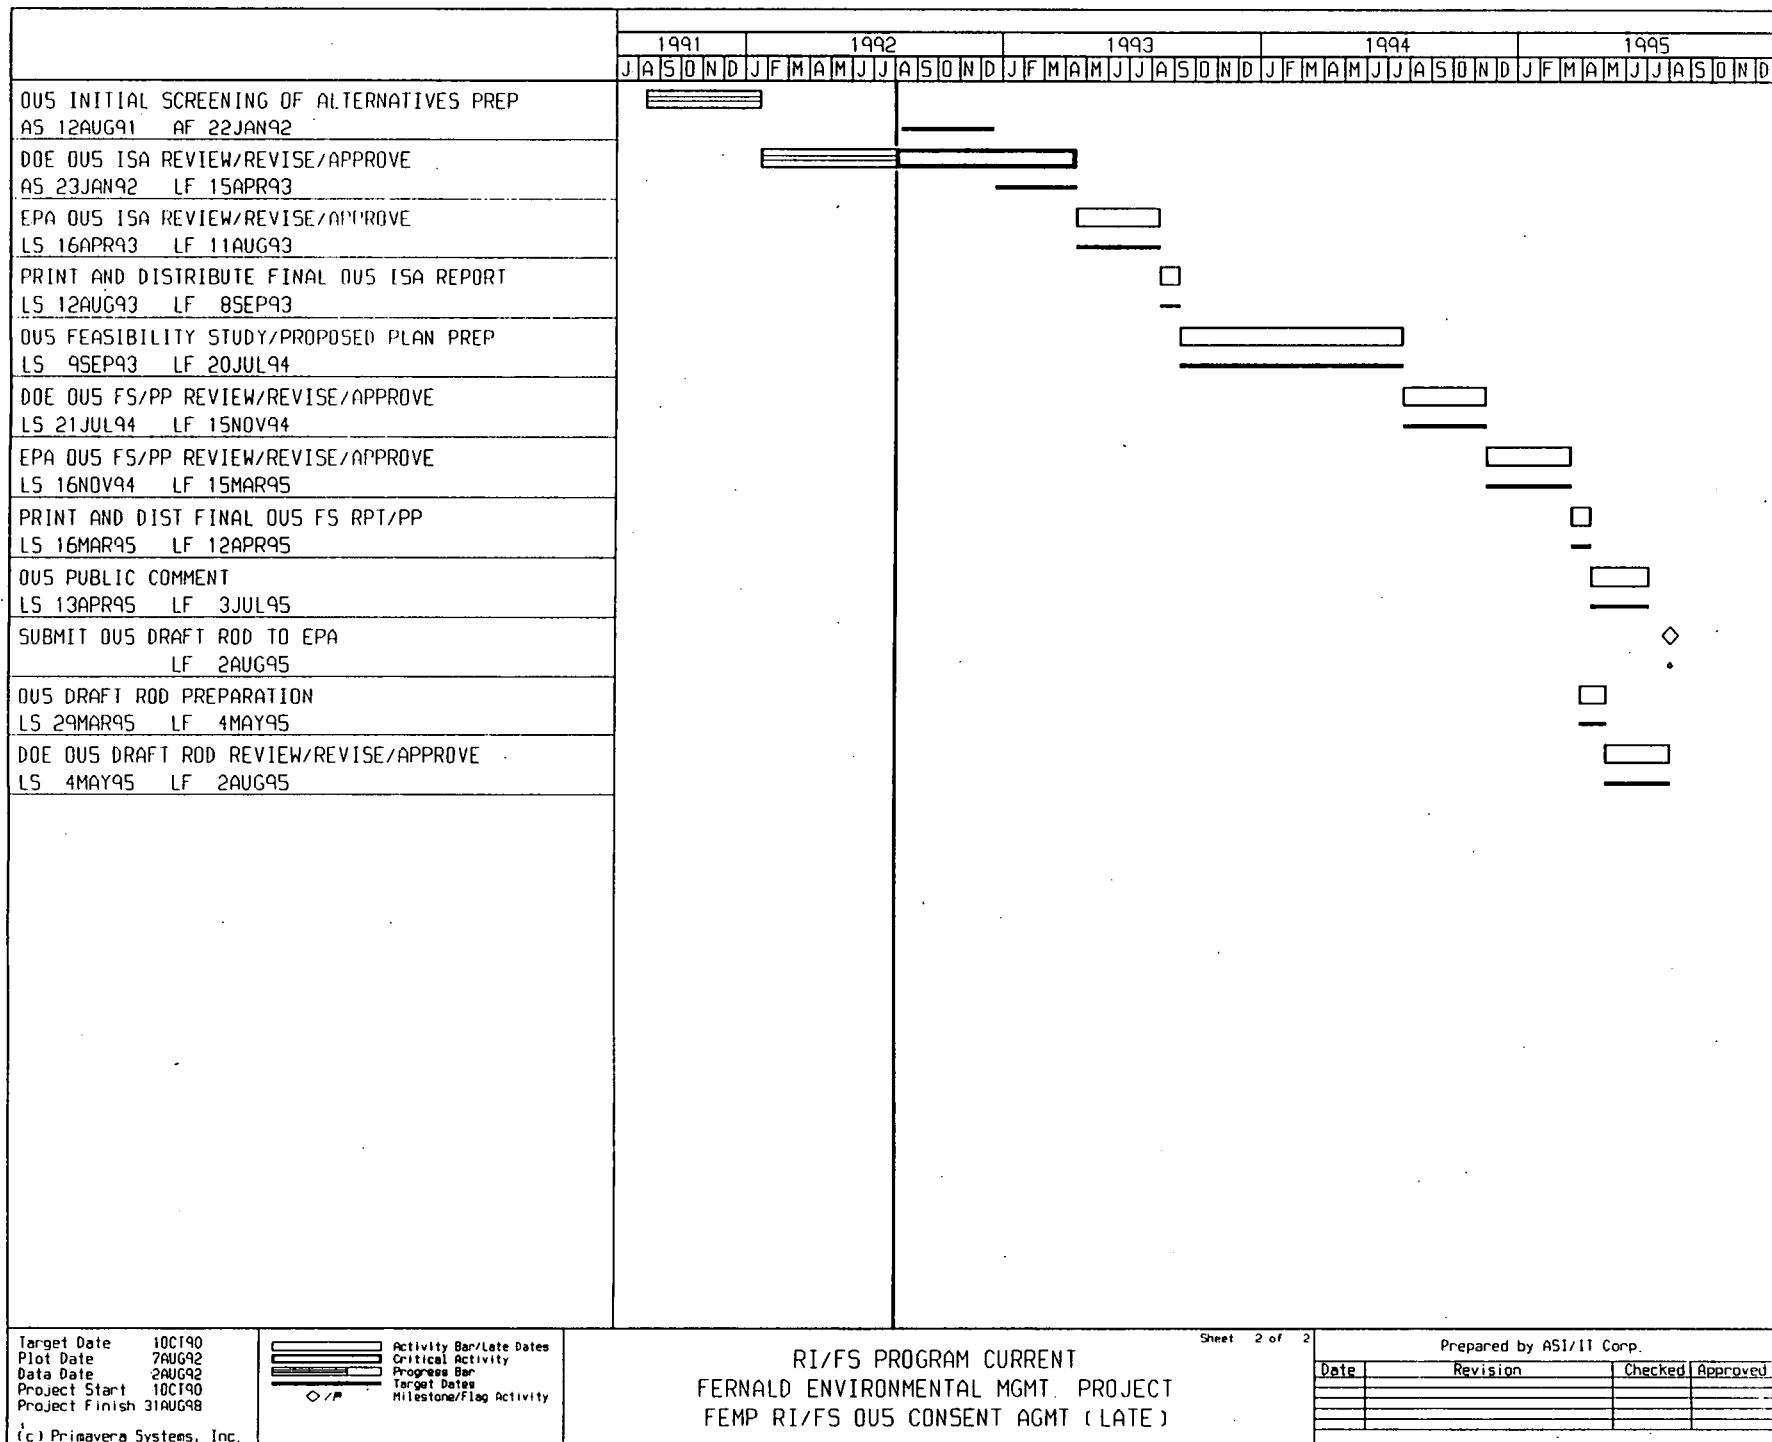 1991 1992 1993 1994 1995
J A S O N D J F M A M J J A S O N D J F M A M J J A S O N D J F M A M J J A S O N D J F M A M J J A S O N D
OU5 INITIAL SCREENING OF ALTERNATIVES PREP
AS 12AUG91 AF 22JAN92
DOE OU5 ISA REVIEW/REVISE/APPROVE
AS 23JAN92 LF 15APR93
EPA OU5 ISA REVIEW/REVISE/APPROVE
LS 16APR93 LF 11AUG93
PRINT AND DISTRIBUTE FINAL OU5 ISA REPORT
LS 12AUG93 LF 8SEP93
OU5 FEASIBILITY STUDY/PROPOSED PLAN PREP
LS 9SEP93 LF 20JUL94
DOE OU5 FS/PP REVIEW/REVISE/APPROVE
LS 21JUL94 LF 15NOV94
EPA OU5 FS/PP REVIEW/REVISE/APPROVE
LS 16NOV94 LF 15MAR95
PRINT AND DIST FINAL OU5 FS RPT/PP
LS 16MAR95 LF 12APR95
OU5 PUBLIC COMMENT
LS 13APR95 LF 3JUL95
SUBMIT OU5 DRAFT ROD TO EPA
LF 2AUG95
OU5 DRAFT ROD PREPARATION
LS 29MAR95 LF 4MAY95
DOE OU5 DRAFT ROD REVIEW/REVISE/APPROVE
LS 4MAY95 LF 2AUG95
Target Date 1OCT90
Plot Date 7AUG92
Data Date 2AUG92
Project Start 1OCT90
Project Finish 31AUG98
(c) Primavera Systems, Inc.
Activity Bar/Late Dates
Critical Activity
Progress Bar
Target Dates
Milestone/Flag Activity
RI/FS PROGRAM CURRENT
FERNALD ENVIRONMENTAL MGMT. PROJECT
FEMP RI/FS OU5 CONSENT AGMT (LATE)
Sheet 2 of 2
Prepared by ASI/IT Corp.
Date Revision Checked Approved